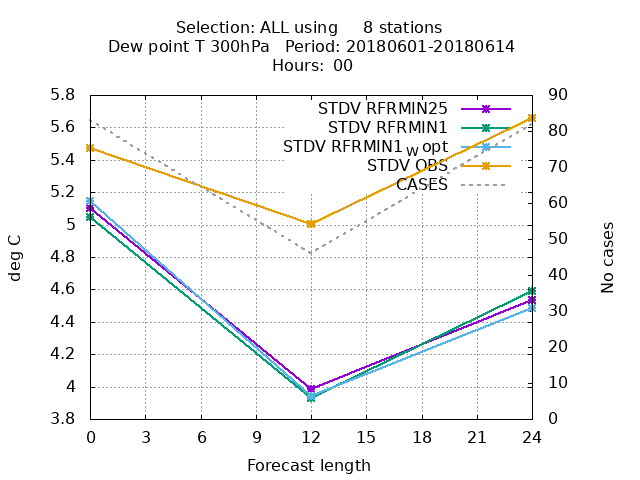 Selection: ALL using 8 stations
Dew point T 300hPa Period: 20180601-20180614
Hours: 00
STDV RFRMIN25
STDV RFRMIN1
STDV RFRMIN1_W opt
STDV OBS
CASES
5.8
5.6
5.4
5.2
5
4.8
4.6
4.4
4.2
4
3.8
90
80
70
60
50
40
30
20
10
0
deg C
No cases
0 3 6 9 12 15 18 21 24
Forecast length